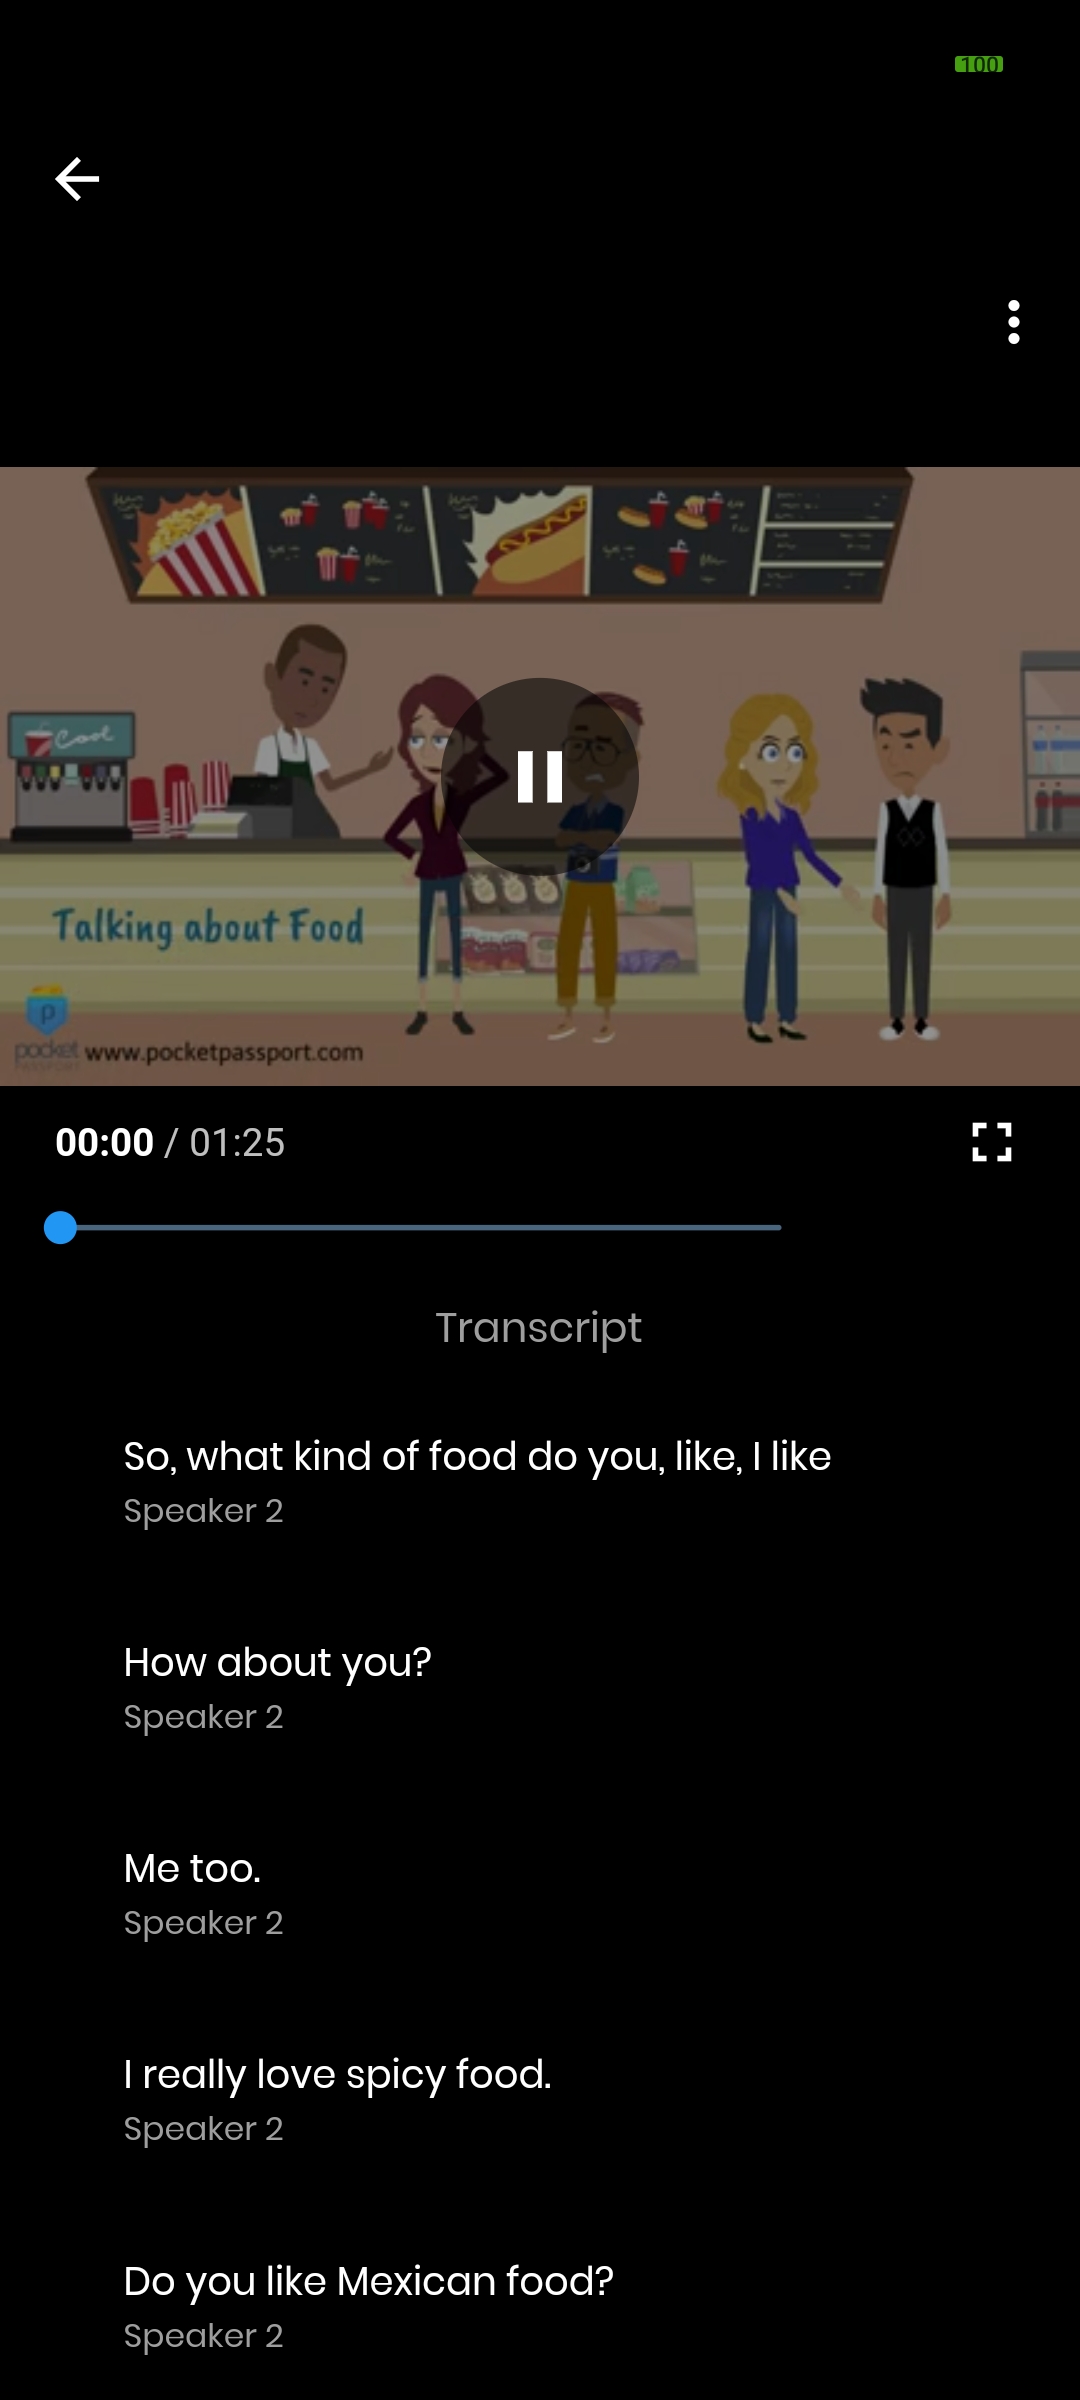 100
Cool
Talking about Food
P
pocket
PASSPORT
www.pocketpassport.com
00:00 / 01:25
Transcript
So, what kind of food do you, like, I like
Speaker 2
How about you?
Speaker 2
Me too.
Speaker 2
I really love spicy food.
Speaker 2
Do you like Mexican food?
Speaker 2